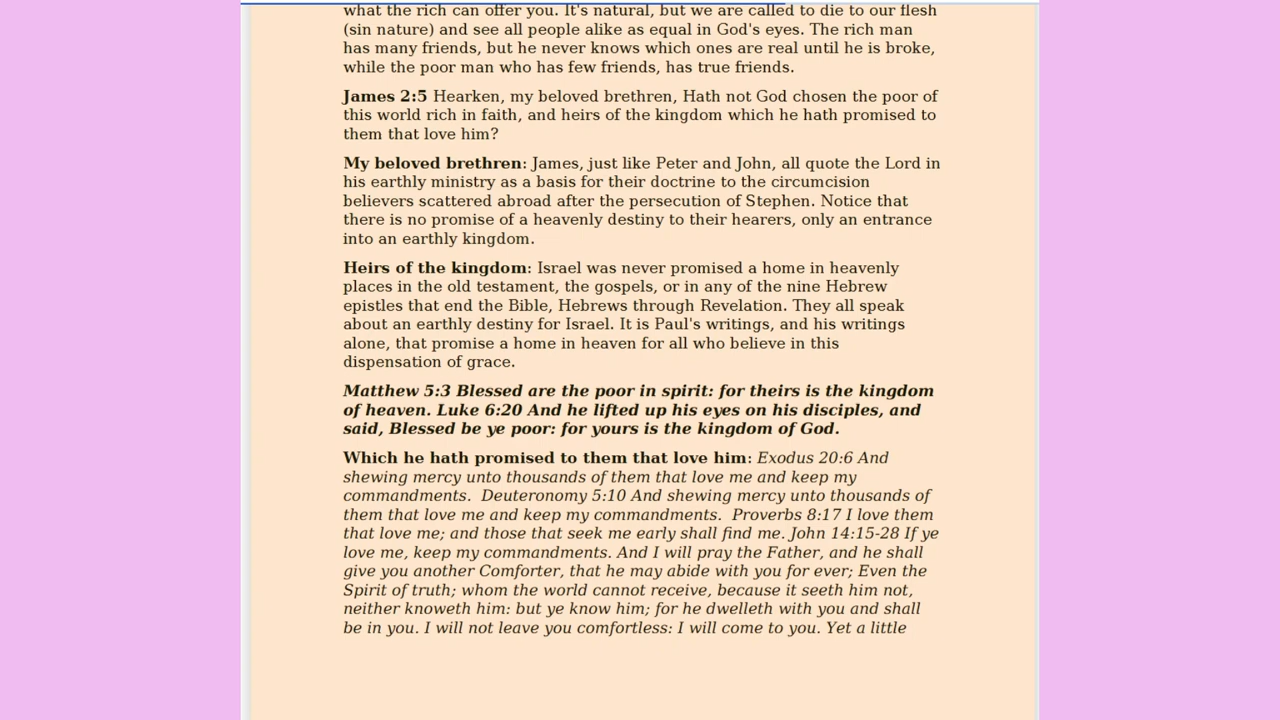 what the rich can offer you. It's natural, but we are called to die to our flesh
(sin nature) and see all people alike as equal in God's eyes. The rich man
has many friends, but he never knows which ones are real until he is broke,
while the poor man who has few friends, has true friends.
James 2:5 Hearken, my beloved brethren, Hath not God chosen the poor of
this world rich in faith, and heirs of the kingdom which he hath promised to
them that love him?
My beloved brethren: James, just like Peter and John, all quote the Lord in
his earthly ministry as a basis for their doctrine to the circumcision
believers scattered abroad after the persecution of Stephen. Notice that
there is no promise of a heavenly destiny to their hearers, only an entrance
into an earthly kingdom.
Heirs of the kingdom: Israel was never promised a home in heavenly
places in the old testament, the gospels, or in any of the nine Hebrew
epistles that end the Bible, Hebrews through Revelation. They all speak
about an earthly destiny for Israel. It is Paul's writings, and his writings
alone, that promise a home in heaven for all who believe in this
dispensation of grace.
Matthew 5:3 Blessed are the poor in spirit: for theirs is the kingdom
of heaven. Luke 6:20 And he lifted up his eyes on his disciples, and
said, Blessed be ye poor: for yours is the kingdom of God.
Which he hath promised to them that love him: Exodus 20:6 And
shewing mercy unto thousands of them that love me and keep my
commandments.  Deuteronomy 5:10 And shewing mercy unto thousands of
them that love me and keep my commandments.  Proverbs 8:17 I love them
that love me; and those that seek me early shall find me. John 14:15-28 If ye
love me, keep my commandments. And I will pray the Father, and he shall
give you another Comforter, that he may abide with you for ever; Even the
Spirit of truth; whom the world cannot receive, because it seeth him not,
neither knoweth him: but ye know him; for he dwelleth with you and shall
be in you. I will not leave you comfortless: I will come to you. Yet a little